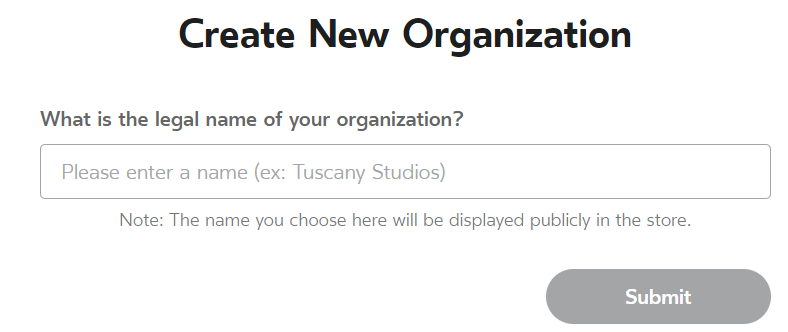 Create New Organization
What is the legal name of your organization?
Please enter a name (ex: Tuscany Studios)
Note: The name you choose here will be displayed publicly in the store.
Submit